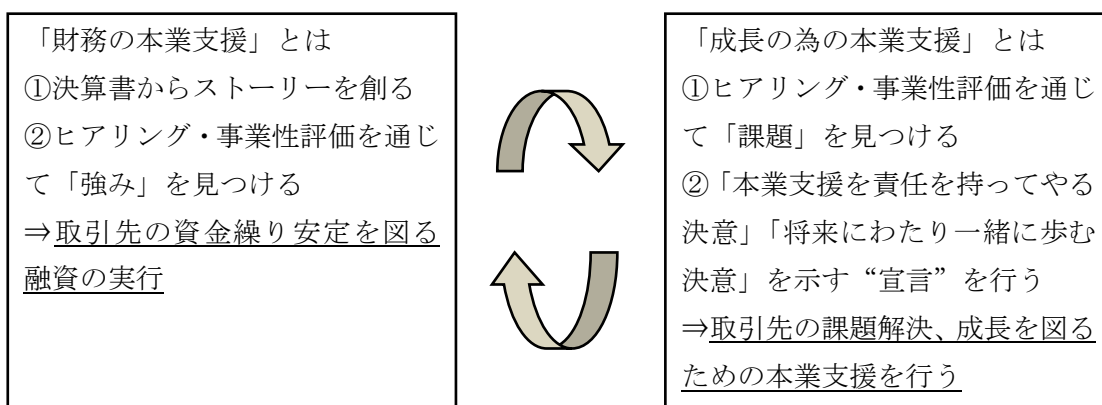 「財務の本業支援」とは
①決算書からストーリーを創る
②ヒアリング・事業性評価を通じ
て「強み」を見つける
⇒取引先の資金繰り安定を図る
融資の実行
「成長の為の本業支援」とは
①ヒアリング・事業性評価を通じ
て「課題」を見つける
②「本業支援を責任を持ってやる
決意」「将来にわたり一緒に歩む
決意」を示す“宣言”を行う
⇒取引先の課題解決、成長を図る
ための本業支援を行う